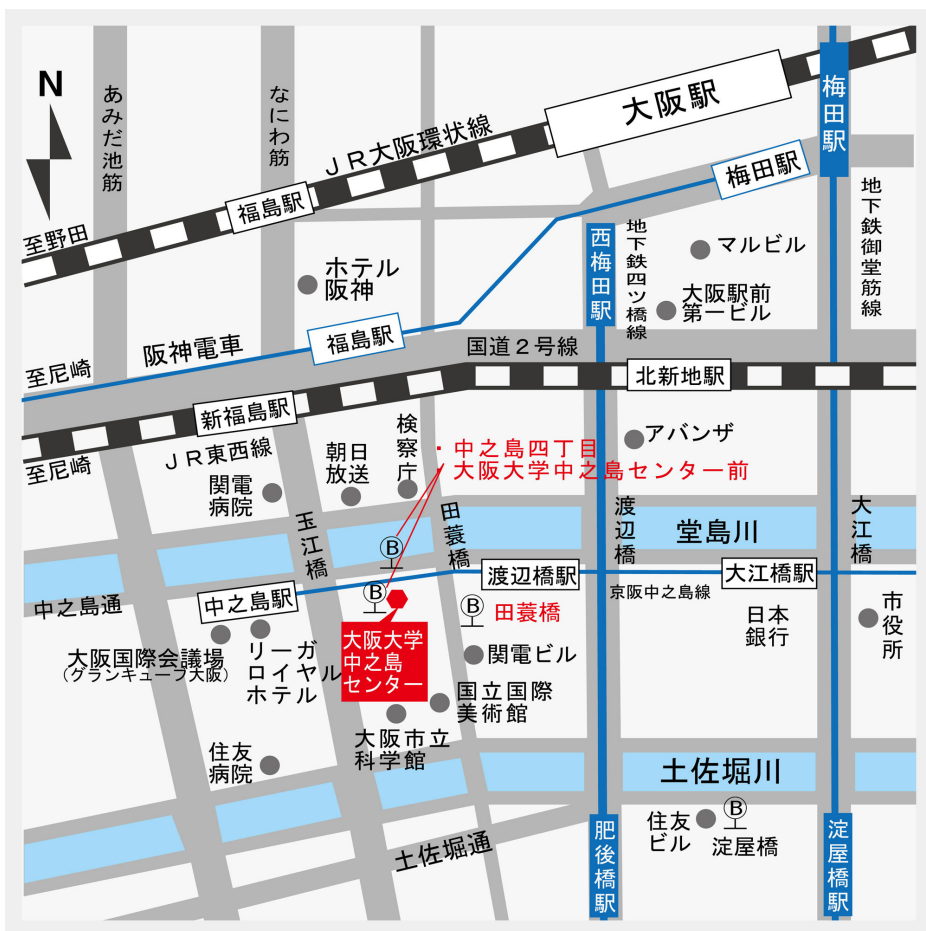 N
あみだ池筋
なにわ筋
JR大阪環状線
大阪駅
梅田駅
梅田駅
福島駅
至野田
西梅田駅
地下鉄四ツ橋線
地下鉄御堂筋線
マルビル
ホテル
阪神
大阪駅前
第一ビル
福島駅
阪神電車
国道2号線
至尼崎
北新地駅
新福島駅
JR東西線
至尼崎
検察庁
朝日
放送
関電
病院
・中之島四丁目
・大阪大学中之島センター前
アバンザ
玉江橋
田蓑橋
渡辺橋
大江橋
堂島川
B
中之島通
中之島駅
渡辺橋駅
大江橋駅
京阪中之島線
B
B
田蓑橋
日本
銀行
市役所
大阪国際会議場
(グランキューブ大阪)
リーガ
ロイヤル
ホテル
大阪大学
中之島
センター
関電ビル
国立国際
美術館
大阪市立
科学館
住友
病院
土佐堀川
土佐堀通
肥後橋駅
住友
ビル
B
淀屋橋
淀屋橋駅